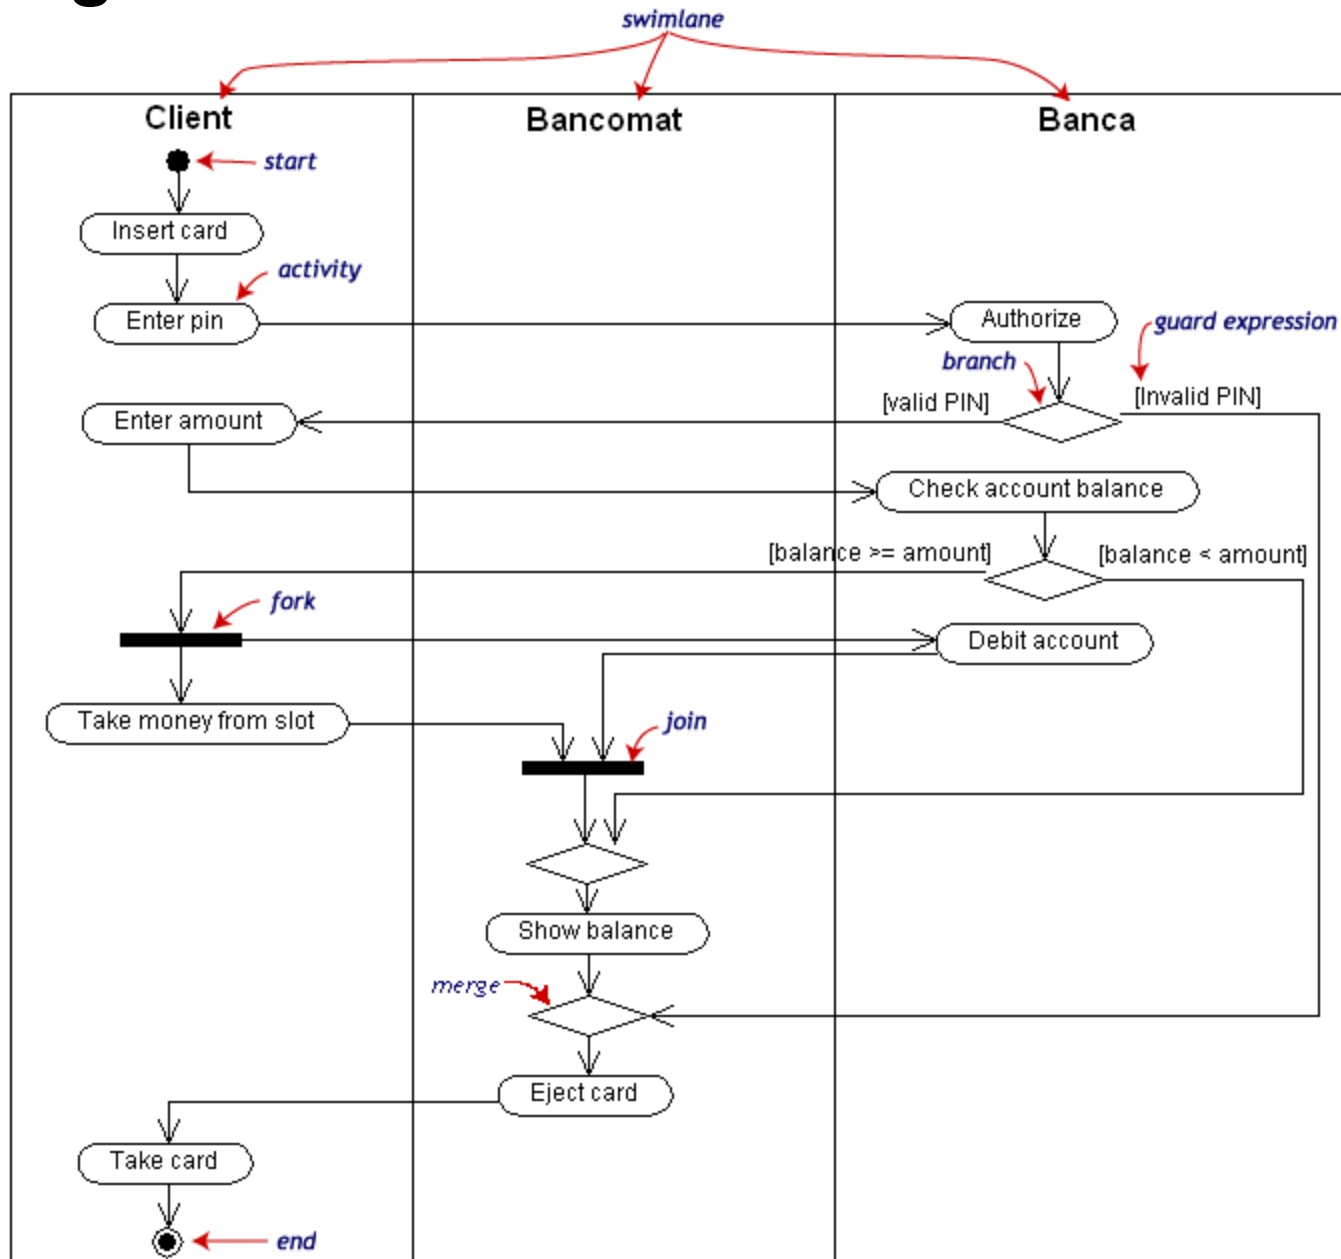 swimlane
Client
Bancomat
Banca
start
Insert card
activity
Enter pin
Authorize
guard expression
branch
[valid PIN]
[Invalid PIN]
Enter amount
Check account balance
[balance >= amount]
[balance < amount]
fork
Debit account
Take money from slot
join
Show balance
merge
Eject card
Take card
end